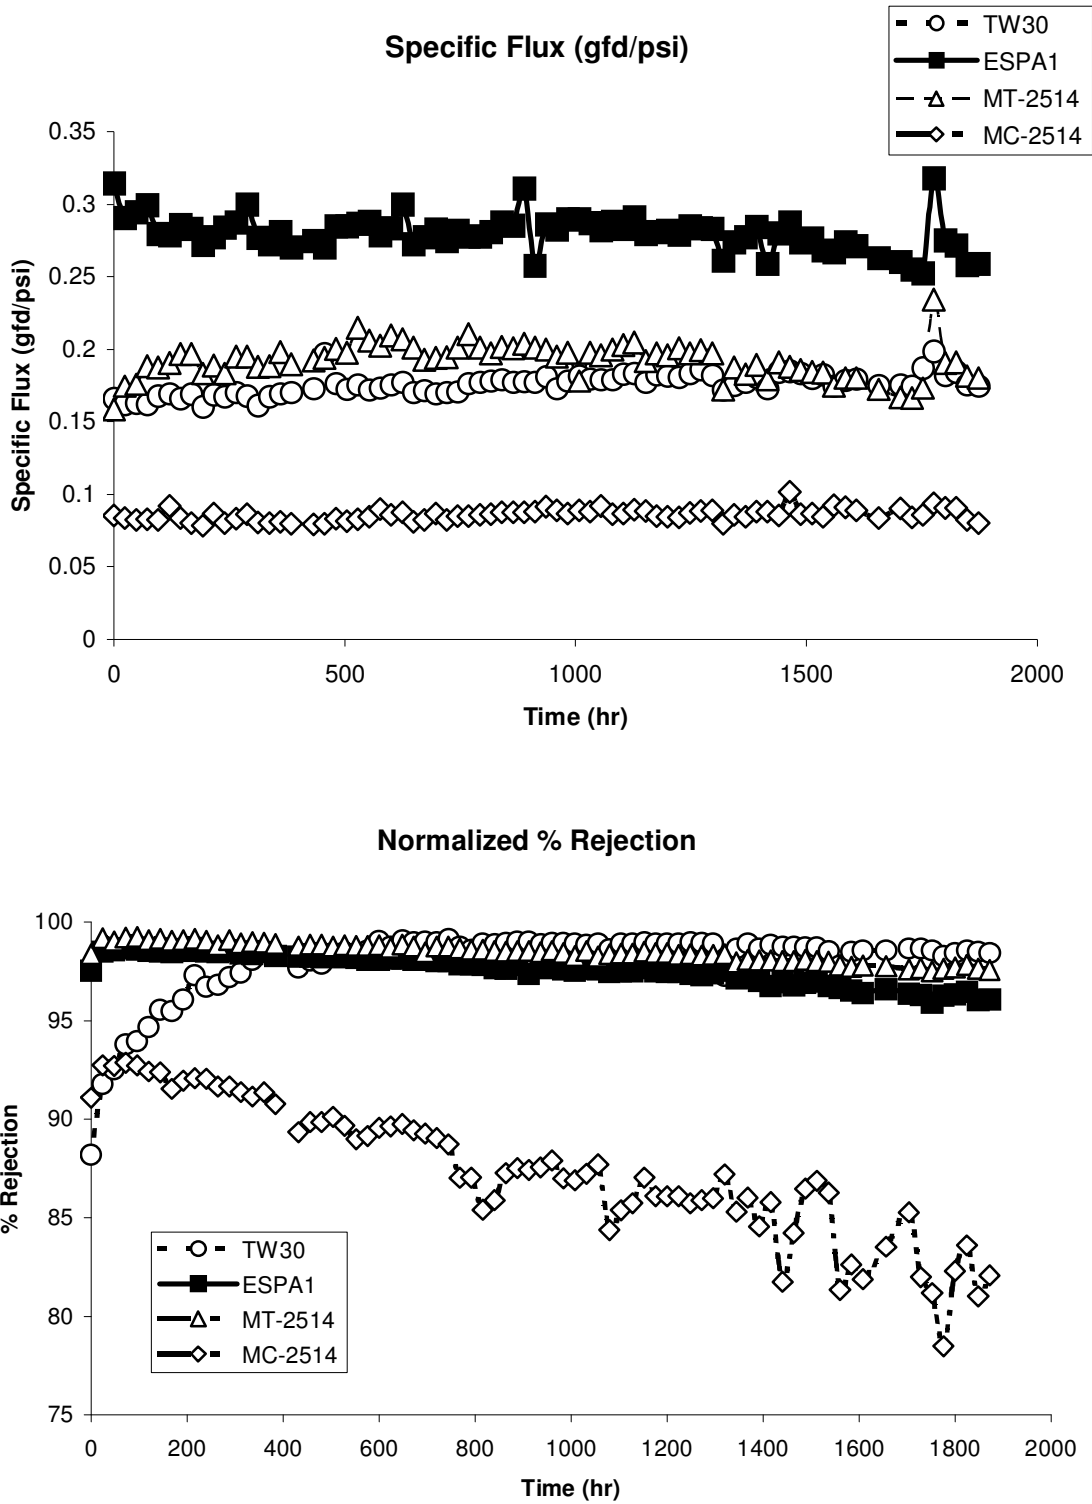 Specific Flux (gfd/psi)
TW30
ESPA1
MT-2514
MC-2514
Specific Flux (gfd/psi)
0.35
0.3
0.25
0.2
0.15
0.1
0.05
0
0 500 1000 1500 2000
Time (hr)
Normalized % Rejection
% Rejection
100
95
90
85
80
75
TW30
ESPA1
MT-2514
MC-2514
0 200 400 600 800 1000 1200 1400 1600 1800 2000
Time (hr)